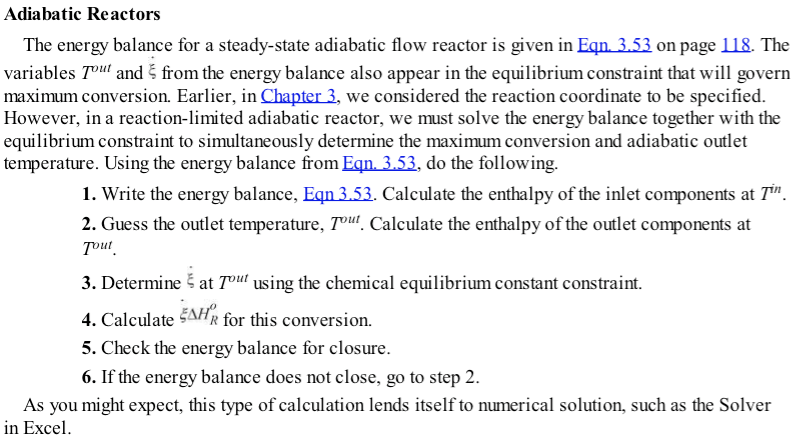 Adiabatic Reactors
The energy balance for a steady-state adiabatic flow reactor is given in Eqn. 3.53 on page 118. The
variables T^out and ξ̇ from the energy balance also appear in the equilibrium constraint that will govern
maximum conversion. Earlier, in Chapter 3, we considered the reaction coordinate to be specified.
However, in a reaction-limited adiabatic reactor, we must solve the energy balance together with the
equilibrium constraint to simultaneously determine the maximum conversion and adiabatic outlet
temperature. Using the energy balance from Eqn. 3.53, do the following.
1. Write the energy balance, Eqn 3.53. Calculate the enthalpy of the inlet components at T^in.
2. Guess the outlet temperature, T^out. Calculate the enthalpy of the outlet components at
T^out.
3. Determine ξ̇ at T^out using the chemical equilibrium constant constraint.
4. Calculate ξ̇ΔH°_R for this conversion.
5. Check the energy balance for closure.
6. If the energy balance does not close, go to step 2.
As you might expect, this type of calculation lends itself to numerical solution, such as the Solver
in Excel.